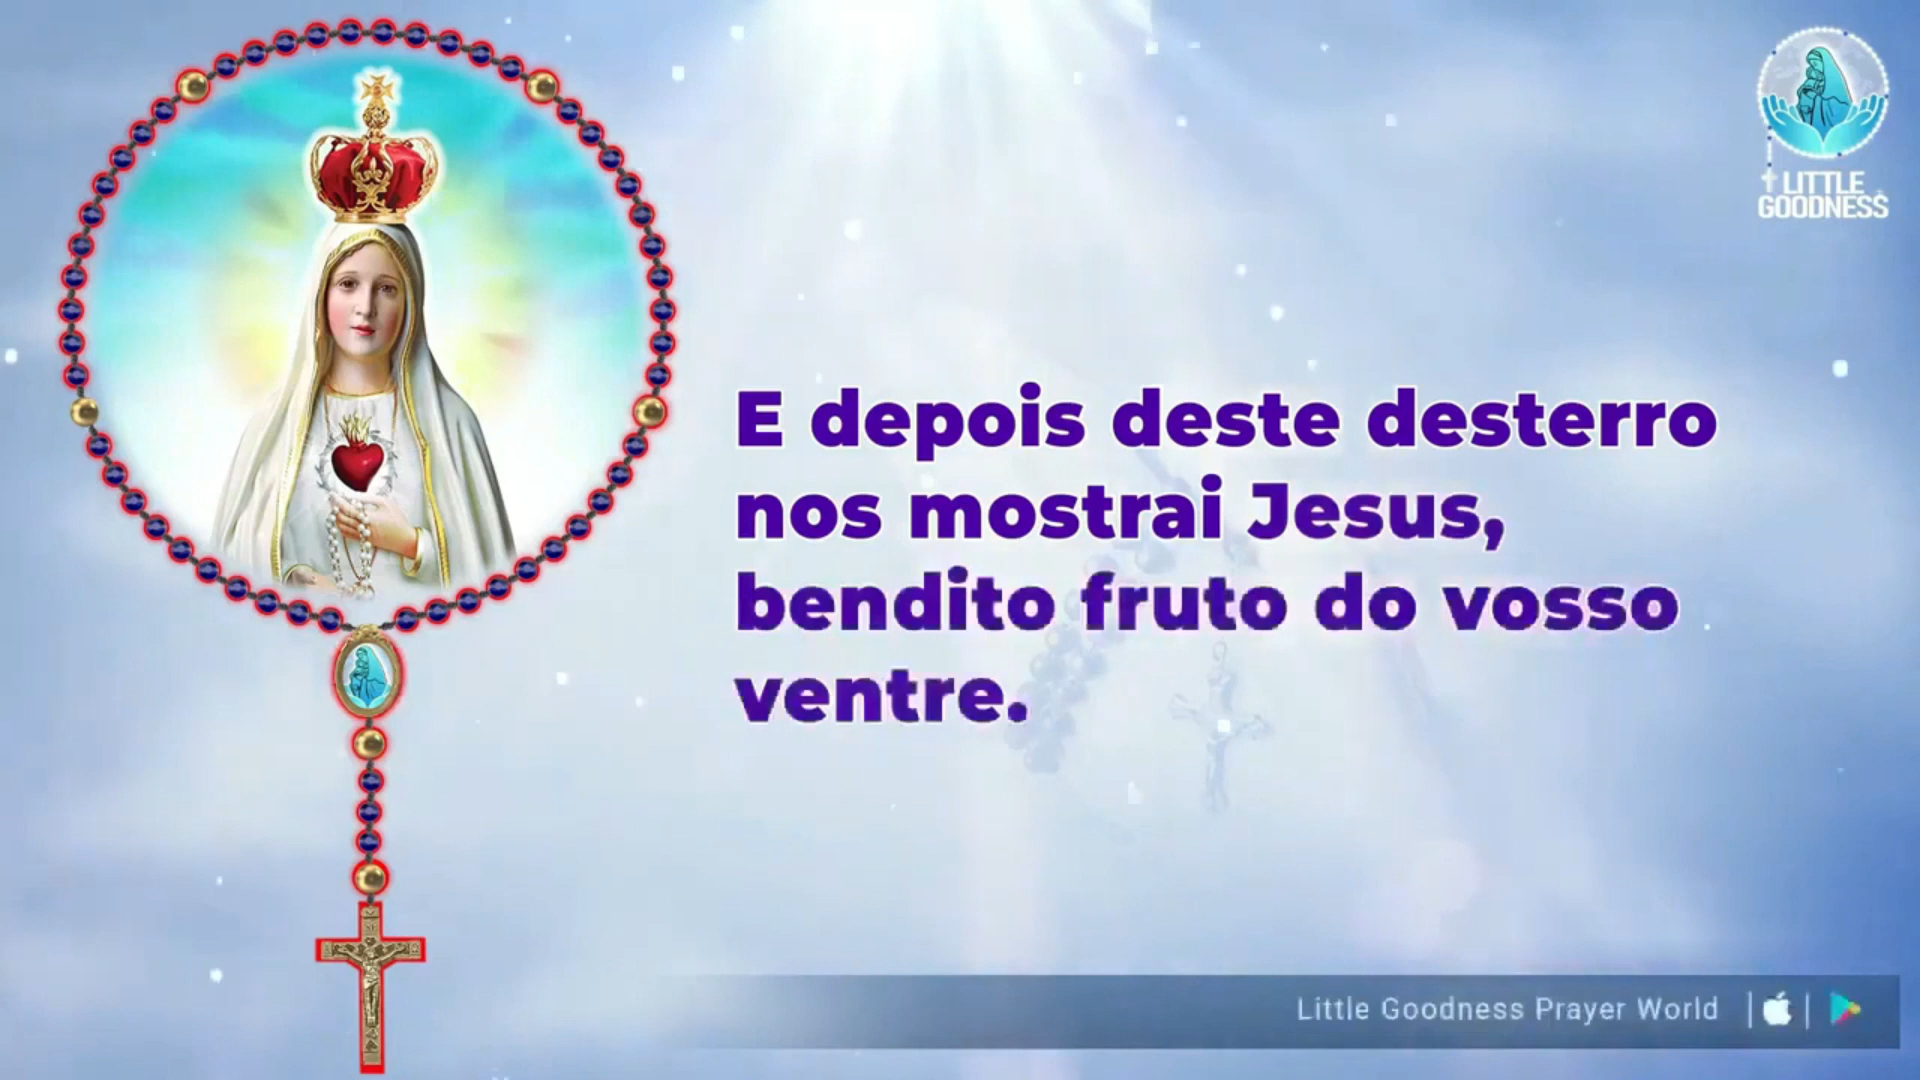 LITTLE
GOODNESS
E depois deste desterro
nos mostrai Jesus,
bendito fruto do vosso
ventre.
Little Goodness Prayer World